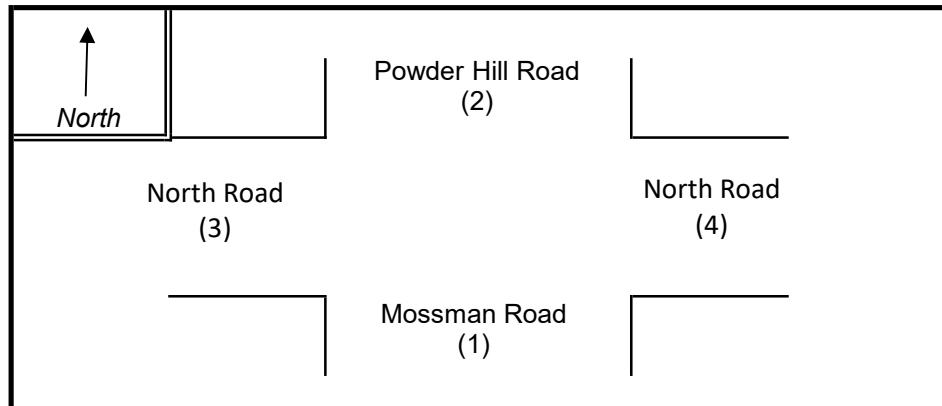 Powder Hill Road
(2)
North
North Road
(3)
North Road
(4)
Mossman Road
(1)